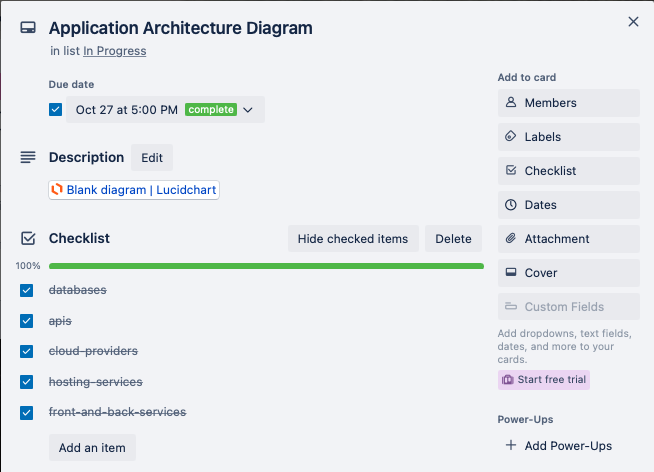 Application Architecture Diagram
in list In Progress
Due date
Oct 27 at 5:00 PM complete
Description Edit
Blank diagram | Lucidchart
Checklist Hide checked items Delete
100%
databases
apis
cloud-providers
hosting-services
front-and-back-services
Add an item
Add to card
Members
Labels
Checklist
Dates
Attachment
Cover
Custom Fields
Add dropdowns, text fields,
dates, and more to your
cards.
Start free trial
Power-Ups
Add Power-Ups